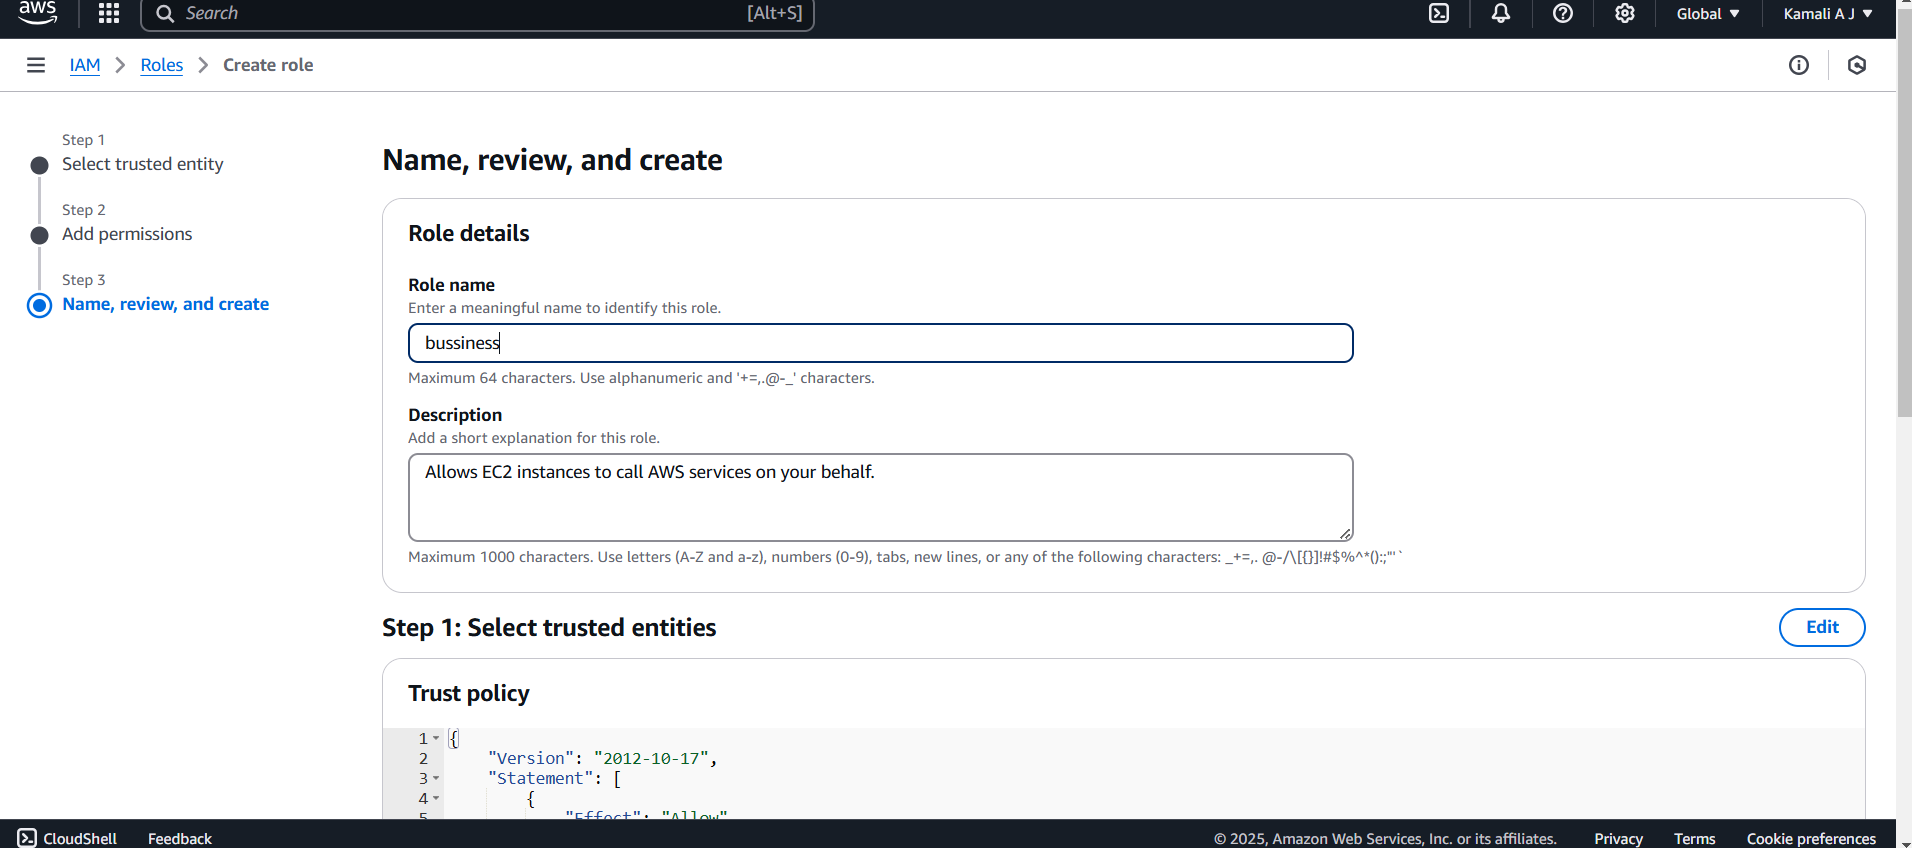 aws
Search
[Alt+S]
Global
Kamali A J
IAM
Roles
Create role
Step 1
Select trusted entity
Step 2
Add permissions
Step 3
Name, review, and create
Name, review, and create
Role details
Role name
Enter a meaningful name to identify this role.
bussiness
Maximum 64 characters. Use alphanumeric and '+=,.@-_' characters.
Description
Add a short explanation for this role.
Allows EC2 instances to call AWS services on your behalf.
Maximum 1000 characters. Use letters (A-Z and a-z), numbers (0-9), tabs, new lines, or any of the following characters: _+=,. @-/\[{}]!#$%^*();:"'`
Step 1: Select trusted entities
Edit
Trust policy
1 {
2 "Version": "2012-10-17",
3 "Statement": [
4 {
5 "Effect": "Allow"
CloudShell
Feedback
© 2025, Amazon Web Services, Inc. or its affiliates.
Privacy
Terms
Cookie preferences